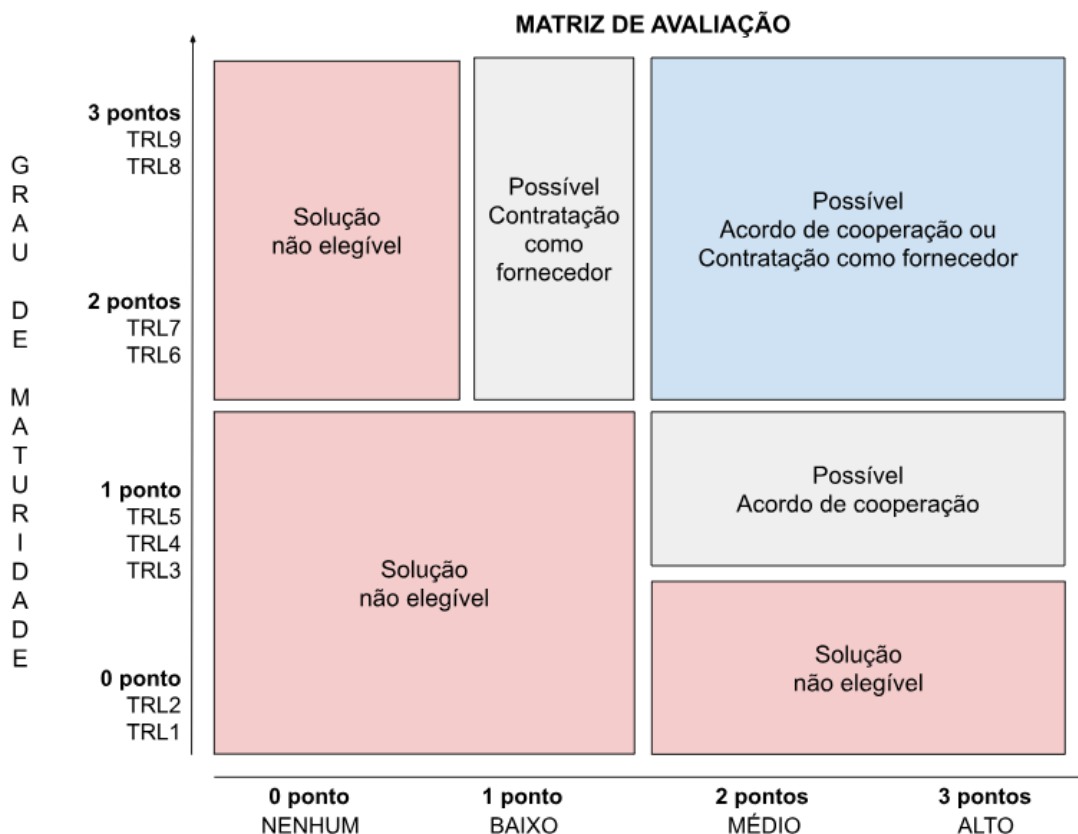 MATRIZ DE AVALIAÇÃO
GRAU DE MATURIDADE
3 pontos
TRL9
TRL8
2 pontos
TRL7
TRL6
1 ponto
TRL5
TRL4
TRL3
0 ponto
TRL2
TRL1
Solução
não elegível
Possível
Contratação
como
fornecedor
Possível
Acordo de cooperação ou
Contratação como fornecedor
Solução
não elegível
Possível
Acordo de cooperação
Solução
não elegível
0 ponto
NENHUM
1 ponto
BAIXO
2 pontos
MÉDIO
3 pontos
ALTO